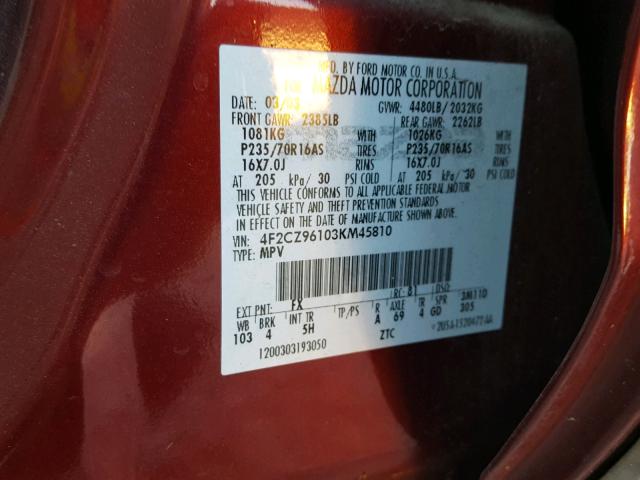 MFD. BY FORD MOTOR CO. IN U.S.A.
FOR MAZDA MOTOR CORPORATION
DATE: 03/03 GVWR: 4480LB/ 2032KG
FRONT GAWR: 2385LB REAR GAWR: 2262LB
1081KG WITH 1026KG WITH
P235/70R16AS TIRES P235/70R16AS TIRES
16X7.0J RIMS 16X7.0J RIMS
AT 205 kPa/ 30 PSI COLD AT 205 kPa/ 30 PSI COLD
THIS VEHICLE CONFORMS TO ALL APPLICABLE FEDERAL MOTOR
VEHICLE SAFETY AND THEFT PREVENTION STANDARDS
IN EFFECT ON THE DATE OF MANUFACTURE SHOWN ABOVE.
VIN: 4F2CZ96103KM45810
TYPE: MPV
EXT PNT: FX RC: 81 DSO:
WB BRK INT TR TP/PS R AXLE TR SPR 3M11D
103 4 5H A 69 4 GD 305
1200303193050 ZTC